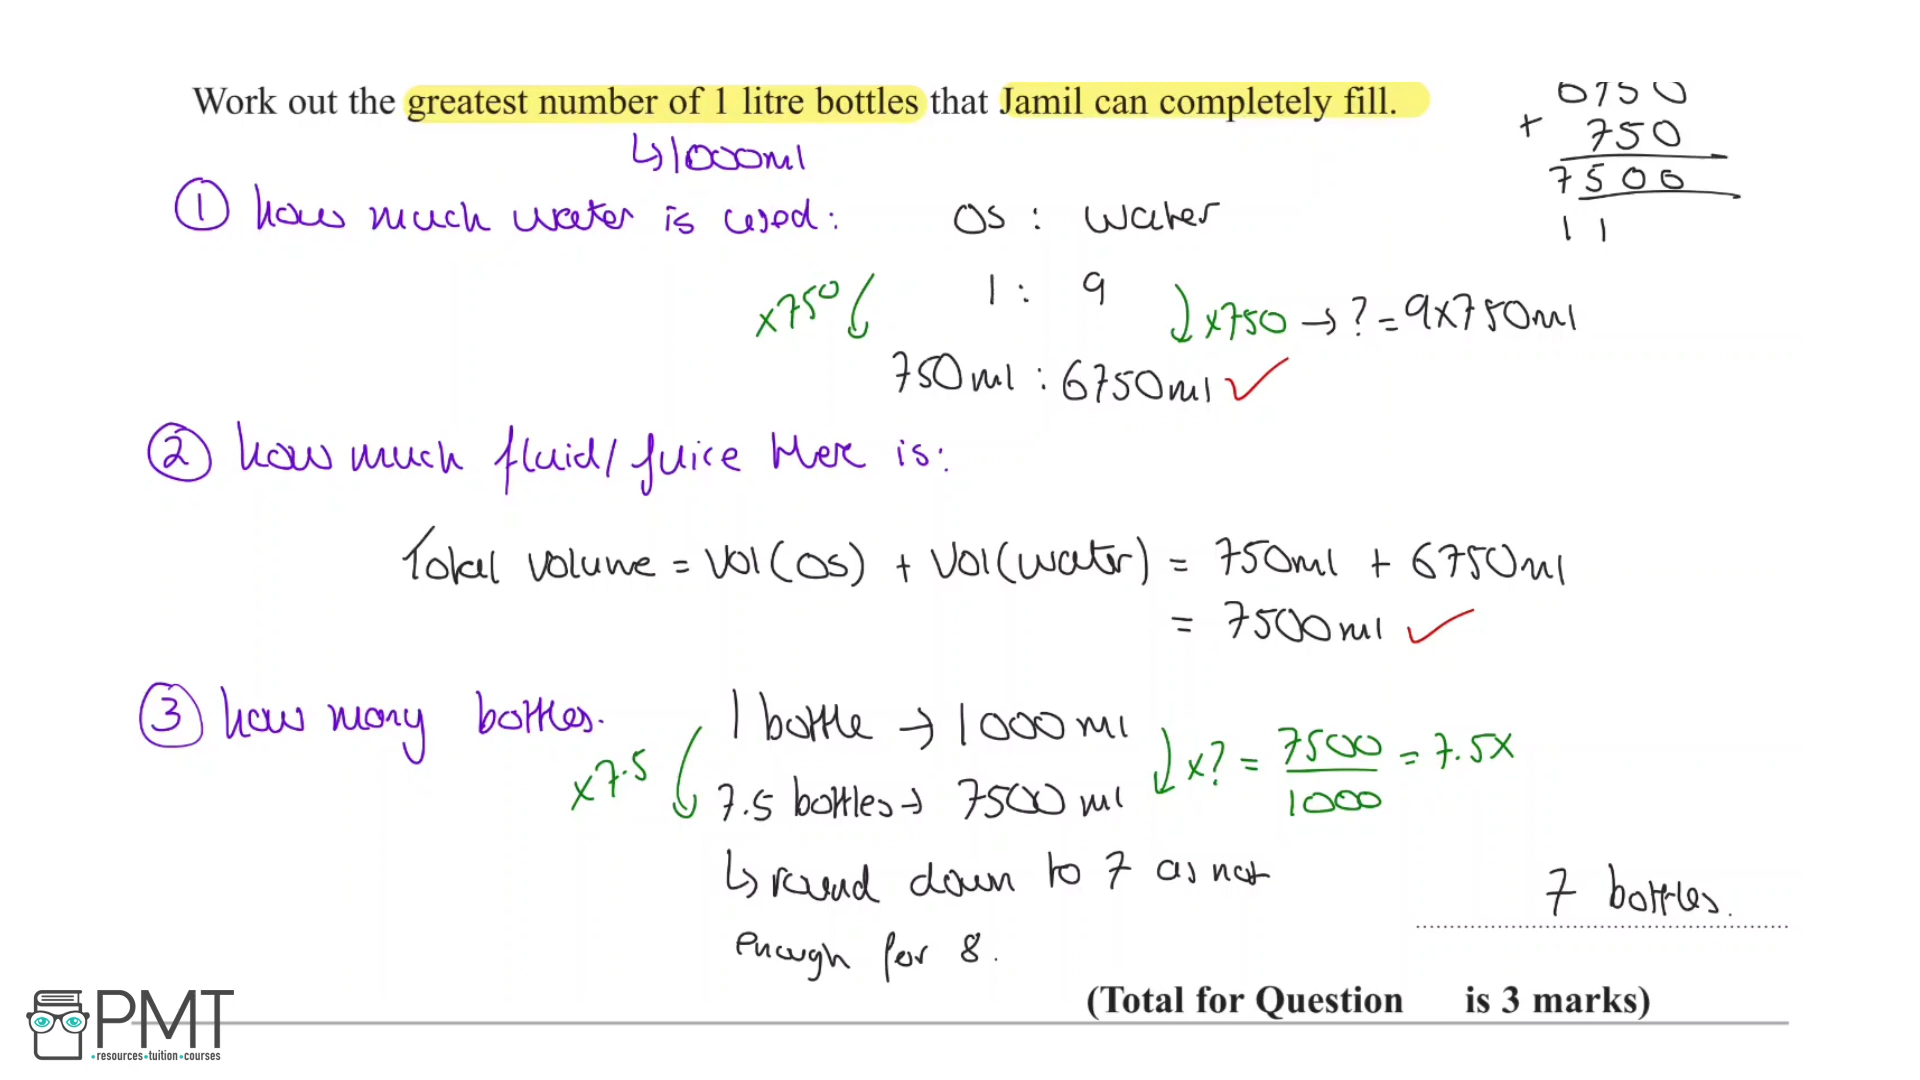 Work out the greatest number of 1 litre bottles that Jamil can completely fill.
↳1000ml
6750
+ 750
7500
1 1
① how much water is used:
OS : water
1 : 9
x750
x750 → ? = 9x750ml
750ml : 6750ml ✓
② how much fluid/juice there is:
Total volume = Vol(OS) + Vol(water) = 750ml + 6750ml
= 7500ml ✓
③ how many bottles.
1 bottle → 1000ml
x7.5
x? = 7500/1000 = 7.5x
7.5 bottles → 7500ml
↳ round down to 7 as not
enough for 8.
7 bottles.
(Total for Question is 3 marks)
PMT
•resources•tuition•courses